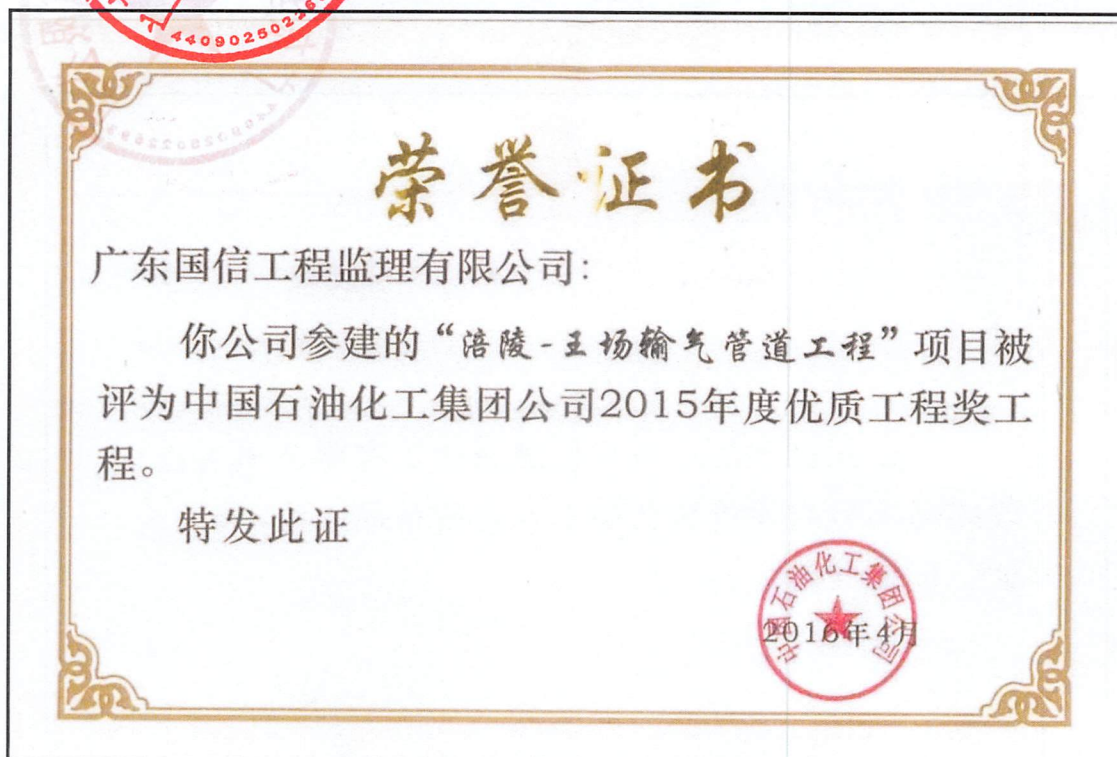 4409025022
荣誉证书
广东国信工程监理有限公司：
你公司参建的“涪陵-王场输气管道工程”项目被
评为中国石油化工集团公司2015年度优质工程奖工
程。
特发此证
中国石油化工集团公司
2016年4月